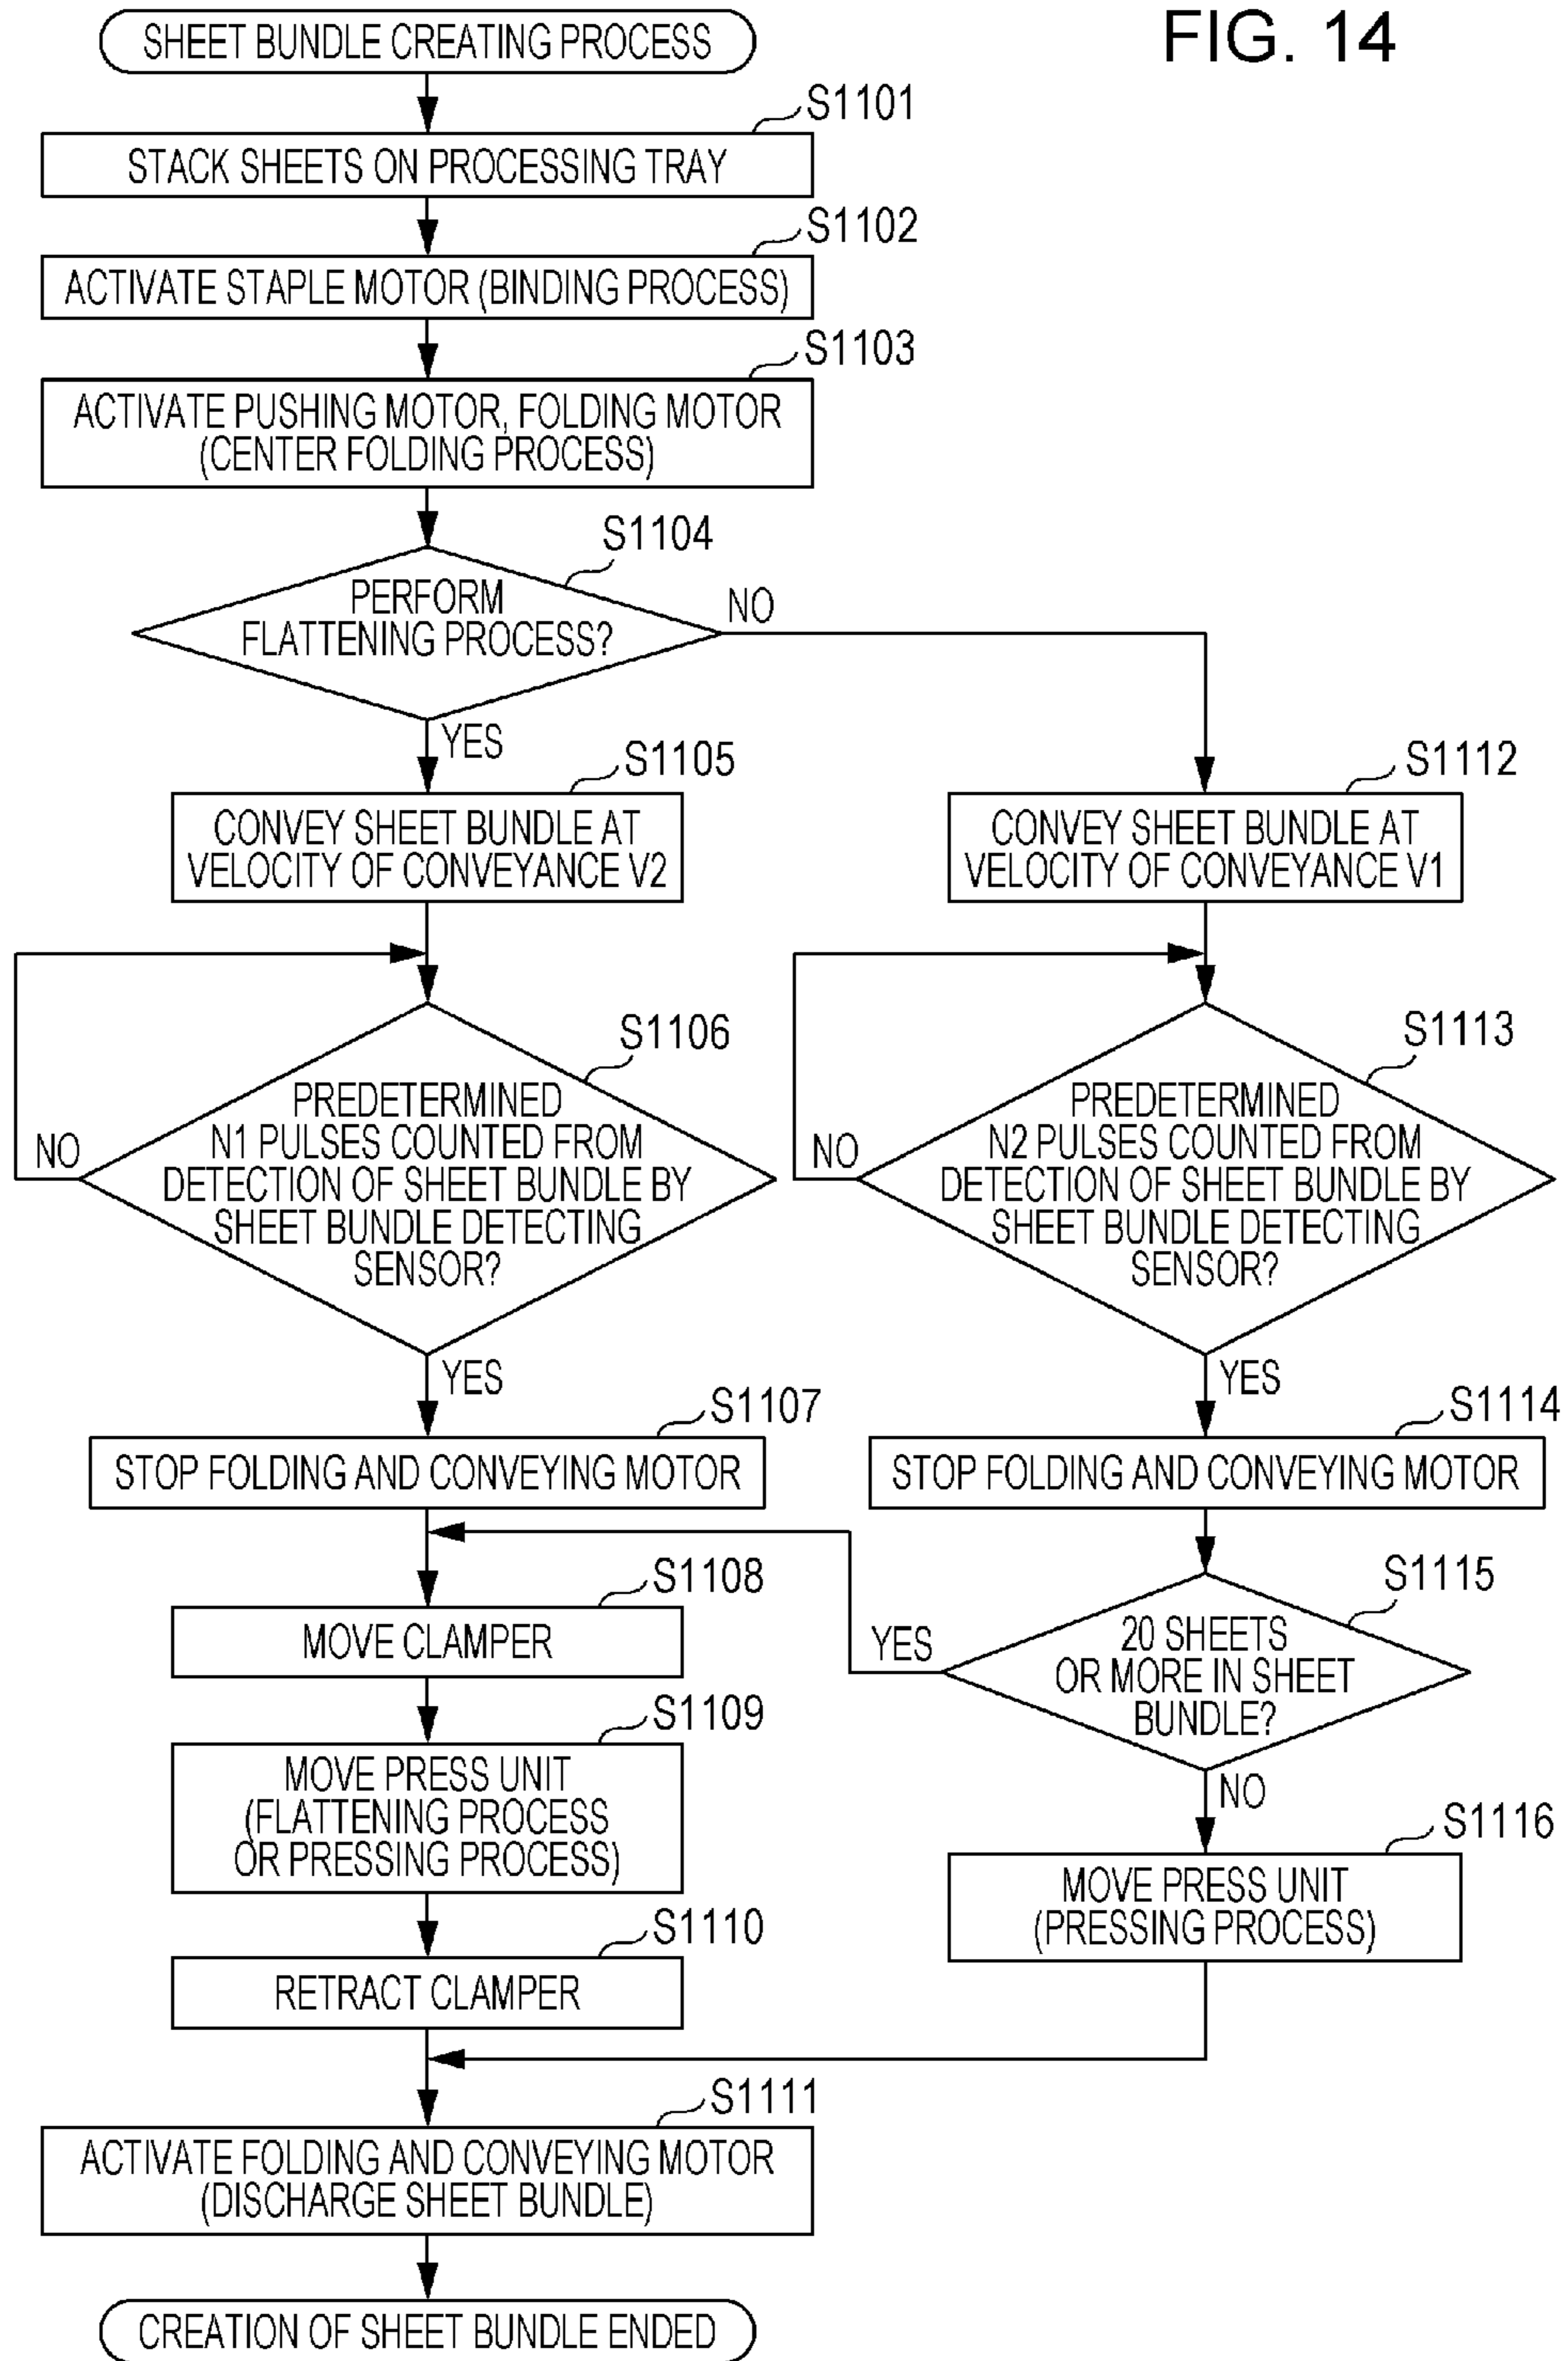 FIG. 14
SHEET BUNDLE CREATING PROCESS
S1101
STACK SHEETS ON PROCESSING TRAY
S1102
ACTIVATE STAPLE MOTOR (BINDING PROCESS)
S1103
ACTIVATE PUSHING MOTOR, FOLDING MOTOR
(CENTER FOLDING PROCESS)
S1104
PERFORM
FLATTENING PROCESS?
NO
YES
S1105
CONVEY SHEET BUNDLE AT
VELOCITY OF CONVEYANCE V2
S1106
PREDETERMINED
N1 PULSES COUNTED FROM
DETECTION OF SHEET BUNDLE BY
SHEET BUNDLE DETECTING
SENSOR?
NO
YES
S1107
STOP FOLDING AND CONVEYING MOTOR
S1108
MOVE CLAMPER
S1109
MOVE PRESS UNIT
(FLATTENING PROCESS
OR PRESSING PROCESS)
S1110
RETRACT CLAMPER
S1111
ACTIVATE FOLDING AND CONVEYING MOTOR
(DISCHARGE SHEET BUNDLE)
CREATION OF SHEET BUNDLE ENDED
S1112
CONVEY SHEET BUNDLE AT
VELOCITY OF CONVEYANCE V1
S1113
PREDETERMINED
N2 PULSES COUNTED FROM
DETECTION OF SHEET BUNDLE BY
SHEET BUNDLE DETECTING
SENSOR?
NO
YES
S1114
STOP FOLDING AND CONVEYING MOTOR
S1115
20 SHEETS
OR MORE IN SHEET
BUNDLE?
YES
NO
S1116
MOVE PRESS UNIT
(PRESSING PROCESS)